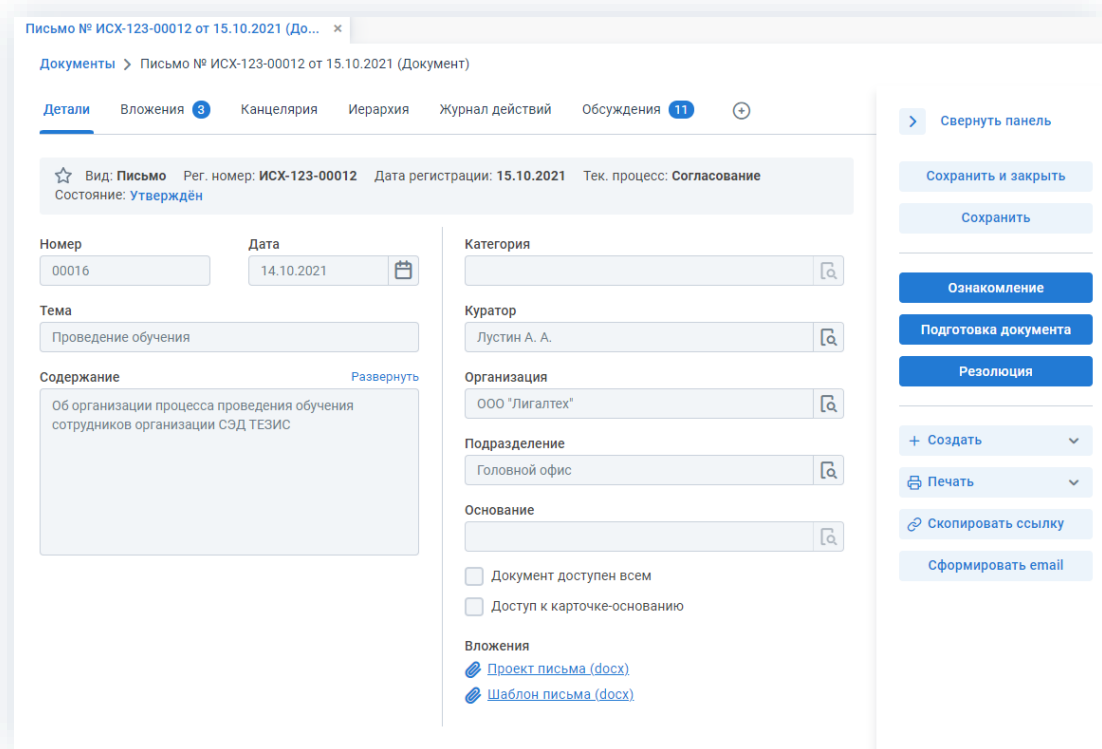 Письмо № ИСХ-123-00012 от 15.10.2021 (До... ×
Документы > Письмо № ИСХ-123-00012 от 15.10.2021 (Документ)
Детали Вложения 3 Канцелярия Иерархия Журнал действий Обсуждения 11
Вид: Письмо Рег. номер: ИСХ-123-00012 Дата регистрации: 15.10.2021 Тек. процесс: Согласование
Состояние: Утверждён
Номер Дата
00016 14.10.2021
Тема
Проведение обучения
Содержание Развернуть
Об организации процесса проведения обучения
сотрудников организации СЭД ТЕЗИС
Категория
Куратор
Лустин А. А.
Организация
ООО "Лигалтех"
Подразделение
Головной офис
Основание
Документ доступен всем
Доступ к карточке-основанию
Вложения
Проект письма (docx)
Шаблон письма (docx)
Свернуть панель
Сохранить и закрыть
Сохранить
Ознакомление
Подготовка документа
Резолюция
+ Создать
Печать
Скопировать ссылку
Сформировать email